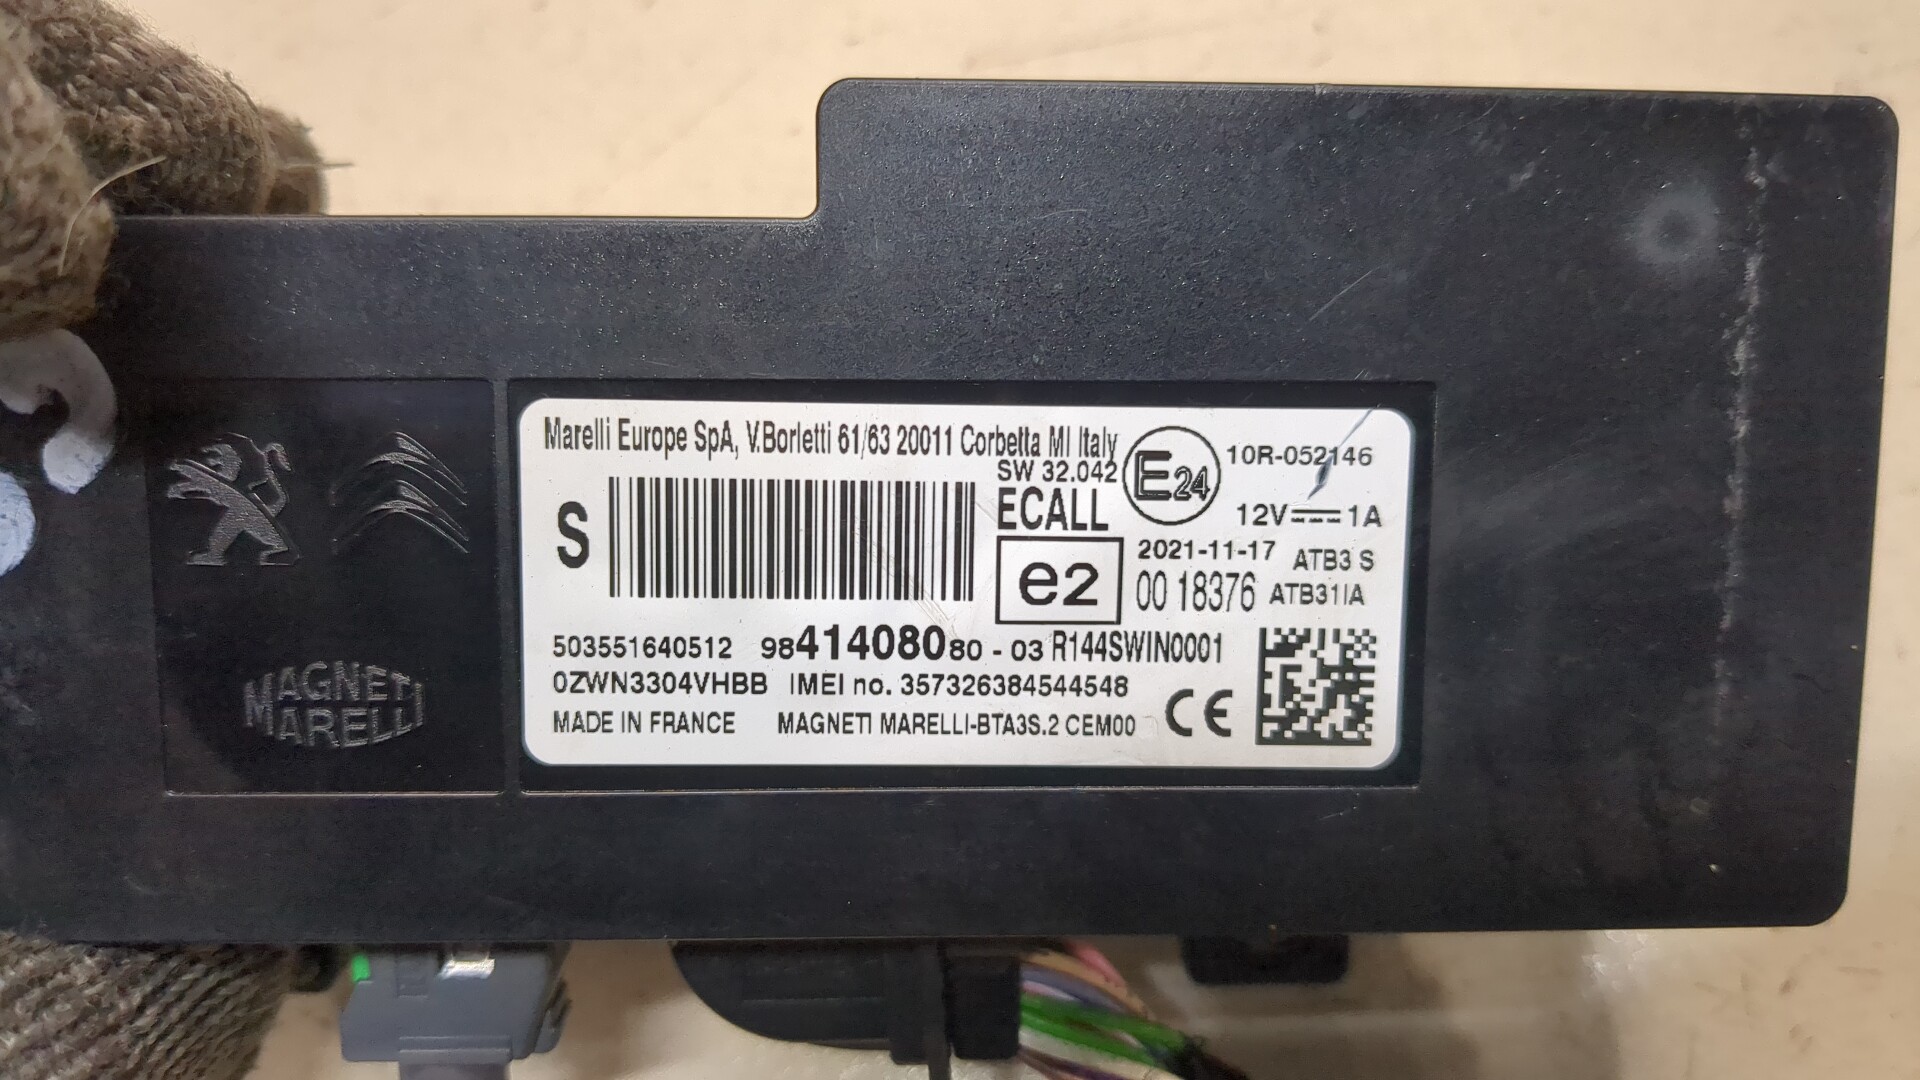 Marelli Europe SpA, V.Borletti 61/63 20011 Corbetta MI Italy
SW 32.042
E24
10R-052146
S
ECALL
12V 1A
e2
2021-11-17 ATB3 S
00 18376 ATB31IA
503551640512 9841408080 - 03 R144SWIN0001
0ZWN3304VHBB IMEI no. 357326384544548
MADE IN FRANCE MAGNETI MARELLI-BTA3S.2 CEM00
CE
MAGNETI
MARELLI